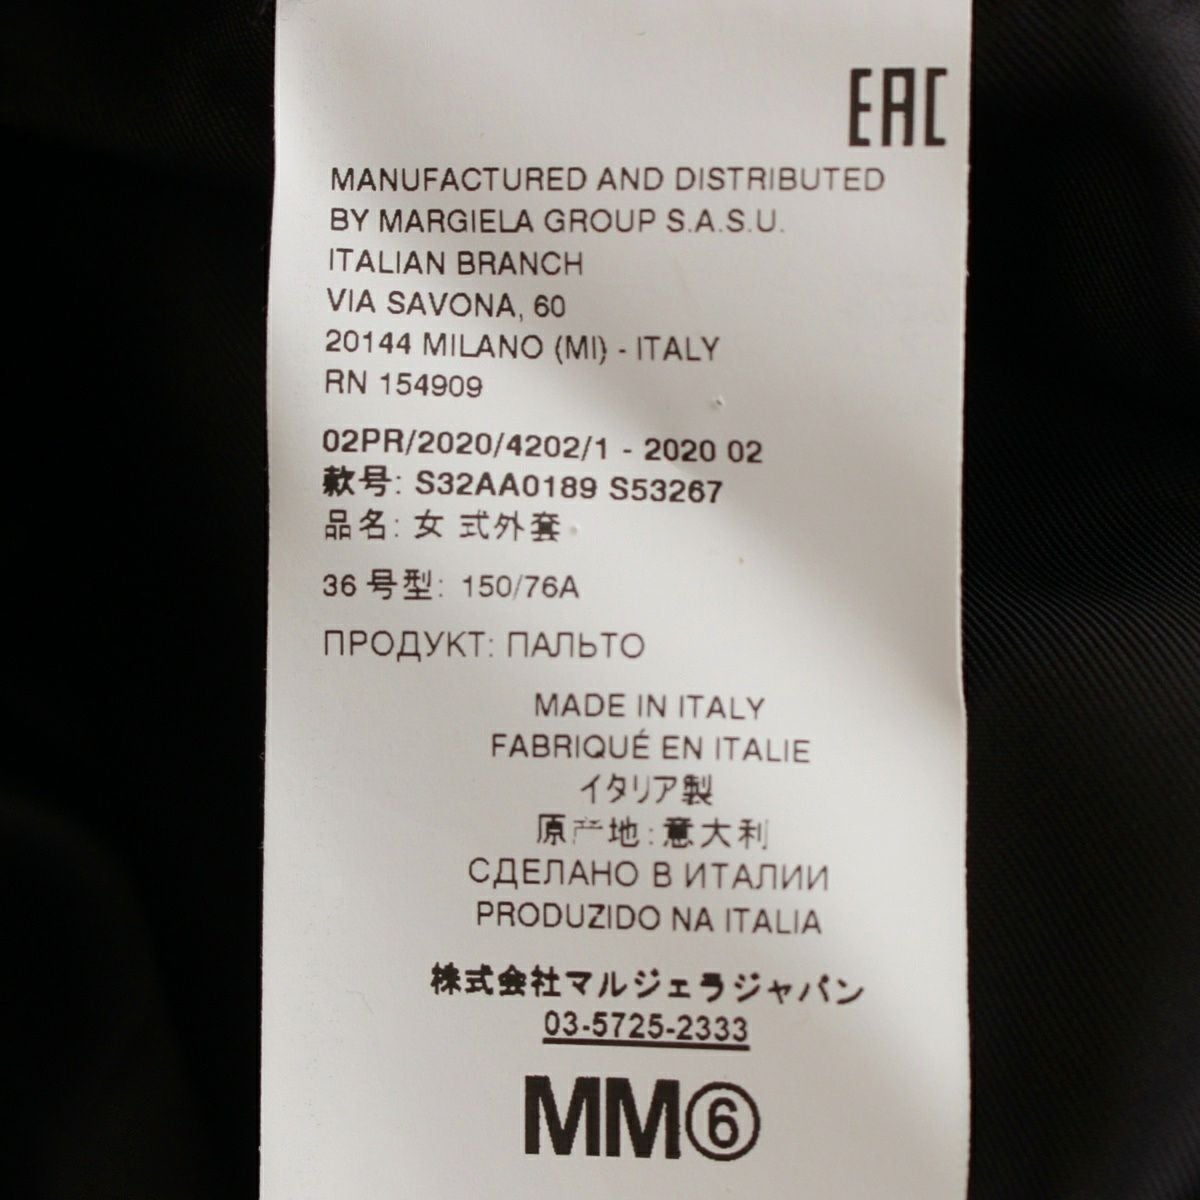 EAC
MANUFACTURED AND DISTRIBUTED
BY MARGIELA GROUP S.A.S.U.
ITALIAN BRANCH
VIA SAVONA, 60
20144 MILANO (MI) - ITALY
RN 154909
02PR/2020/4202/1 - 2020 02
款号: S32AA0189 S53267
品名: 女 式外套
36 号型: 150/76A
ПРОДУКТ: ПАЛЬТО
MADE IN ITALY
FABRIQUÉ EN ITALIE
イタリア製
原产地:意大利
СДЕЛАНО В ИТАЛИИ
PRODUZIDO NA ITALIA
株式会社マルジェラジャパン
03-5725-2333
MM⑥